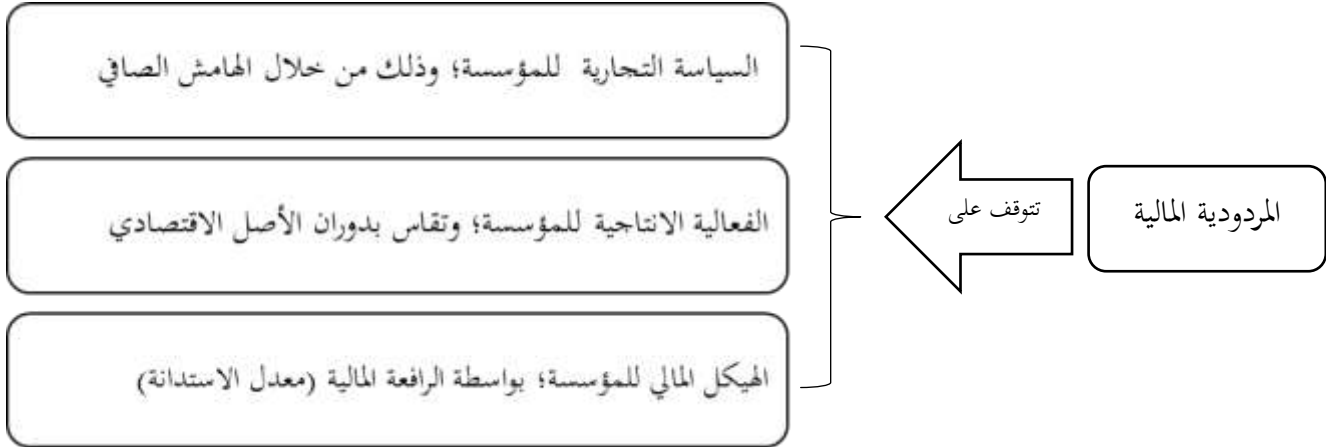 المردودية المالية
تتوقف على
السياسة التجارية للمؤسسة؛ وذلك من خلال الهامش الصافي
الفعالية الانتاجية للمؤسسة؛ وتقاس بدوران الأصل الاقتصادي
الهيكل المالي للمؤسسة؛ بواسطة الرافعة المالية (معدل الاستدانة)